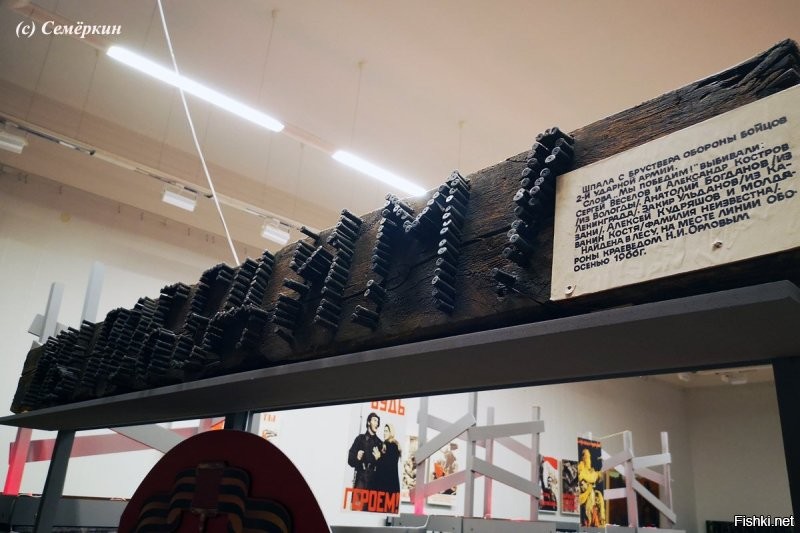 (c) Семёркин
ШПАЛА С БРУСТВЕРА ОБОРОНЫ БОЙЦОВ
2-Й УДАРНОЙ АРМИИ.
СЛОВА „МЫ ПОБЕДИМ!" ВЫБИВАЛИ:
СЕРГЕЙ ВЕСЕЛОВ И АЛЕКСАНДР КОСТРОВ
/ИЗ ВОЛОГДЫ/, АНАТОЛИЙ БОГДАНОВ/ИЗ
ЛЕНИНГРАДА/, ЗАКИР УЛЬДАНОВ/ИЗ КА-
ЗАНИ/, АЛЕКСЕЙ КУДРЯШОВ И МОЛДА-
ВАНИН КОСТЯ/ФАМИЛИЯ НЕИЗВЕСТНА/.
НАЙДЕНА В ЛЕСУ, НА МЕСТЕ ЛИНИИ ОБО-
РОНЫ КРАЕВЕДОМ Н.И.ОРЛОВЫМ
ОСЕНЬЮ 1966г.
МЫ ПОБЕДИМ!
БУДЬ
ГЕРОЕМ!
Fishki.net